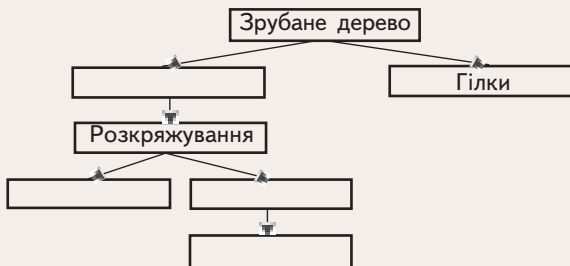 Зрубане дерево
Гілки
Розкряжування